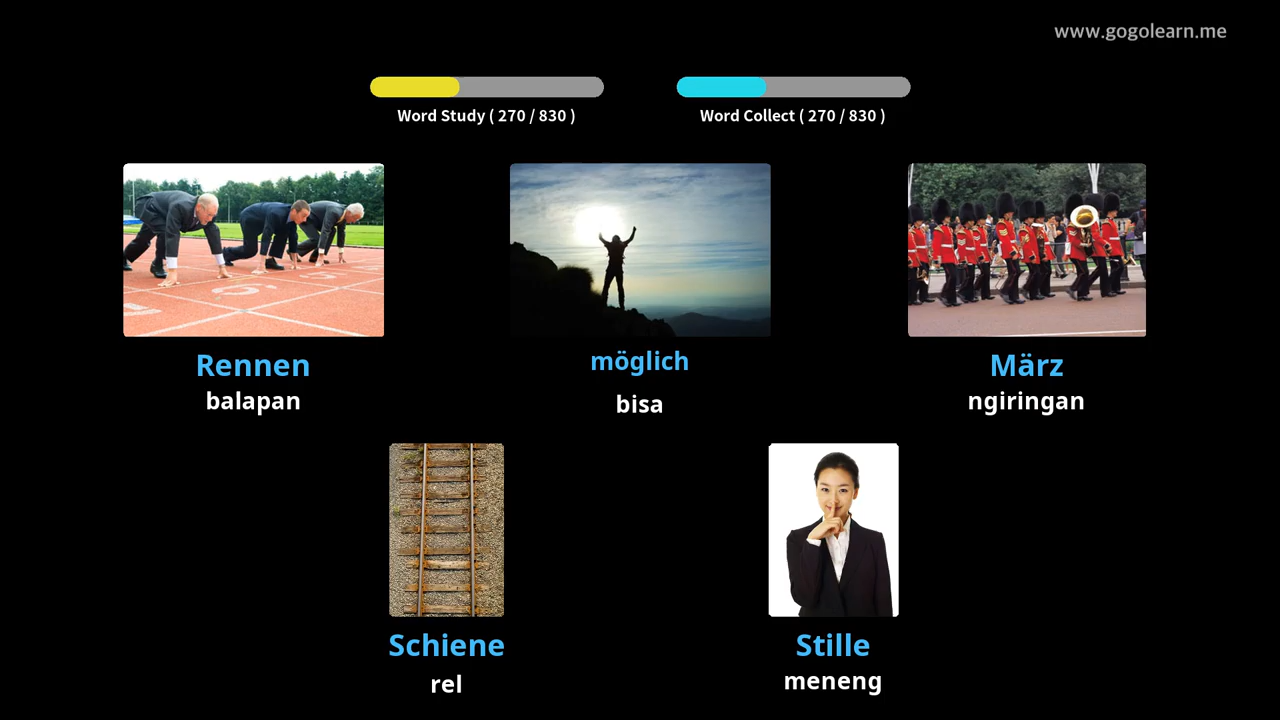 www.gogolearn.me
Word Study ( 270 / 830 )
Word Collect ( 270 / 830 )
Rennen
balapan
möglich
bisa
März
ngiringan
Schiene
rel
Stille
meneng